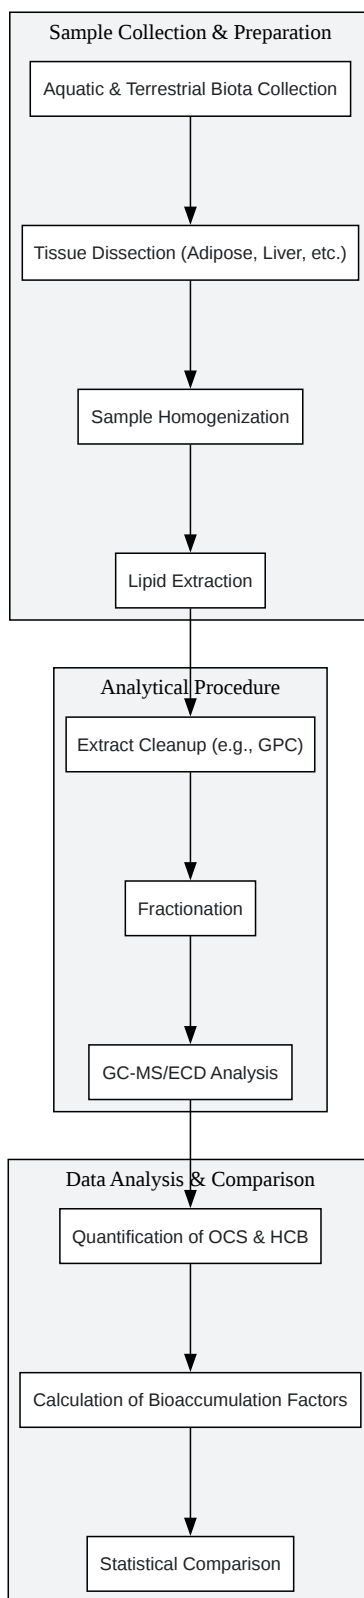 Sample Collection & Preparation
Aquatic & Terrestrial Biota Collection
Tissue Dissection (Adipose, Liver, etc.)
Sample Homogenization
Lipid Extraction
Analytical Procedure
Extract Cleanup (e.g., GPC)
Fractionation
GC-MS/ECD Analysis
Data Analysis & Comparison
Quantification of OCS & HCB
Calculation of Bioaccumulation Factors
Statistical Comparison